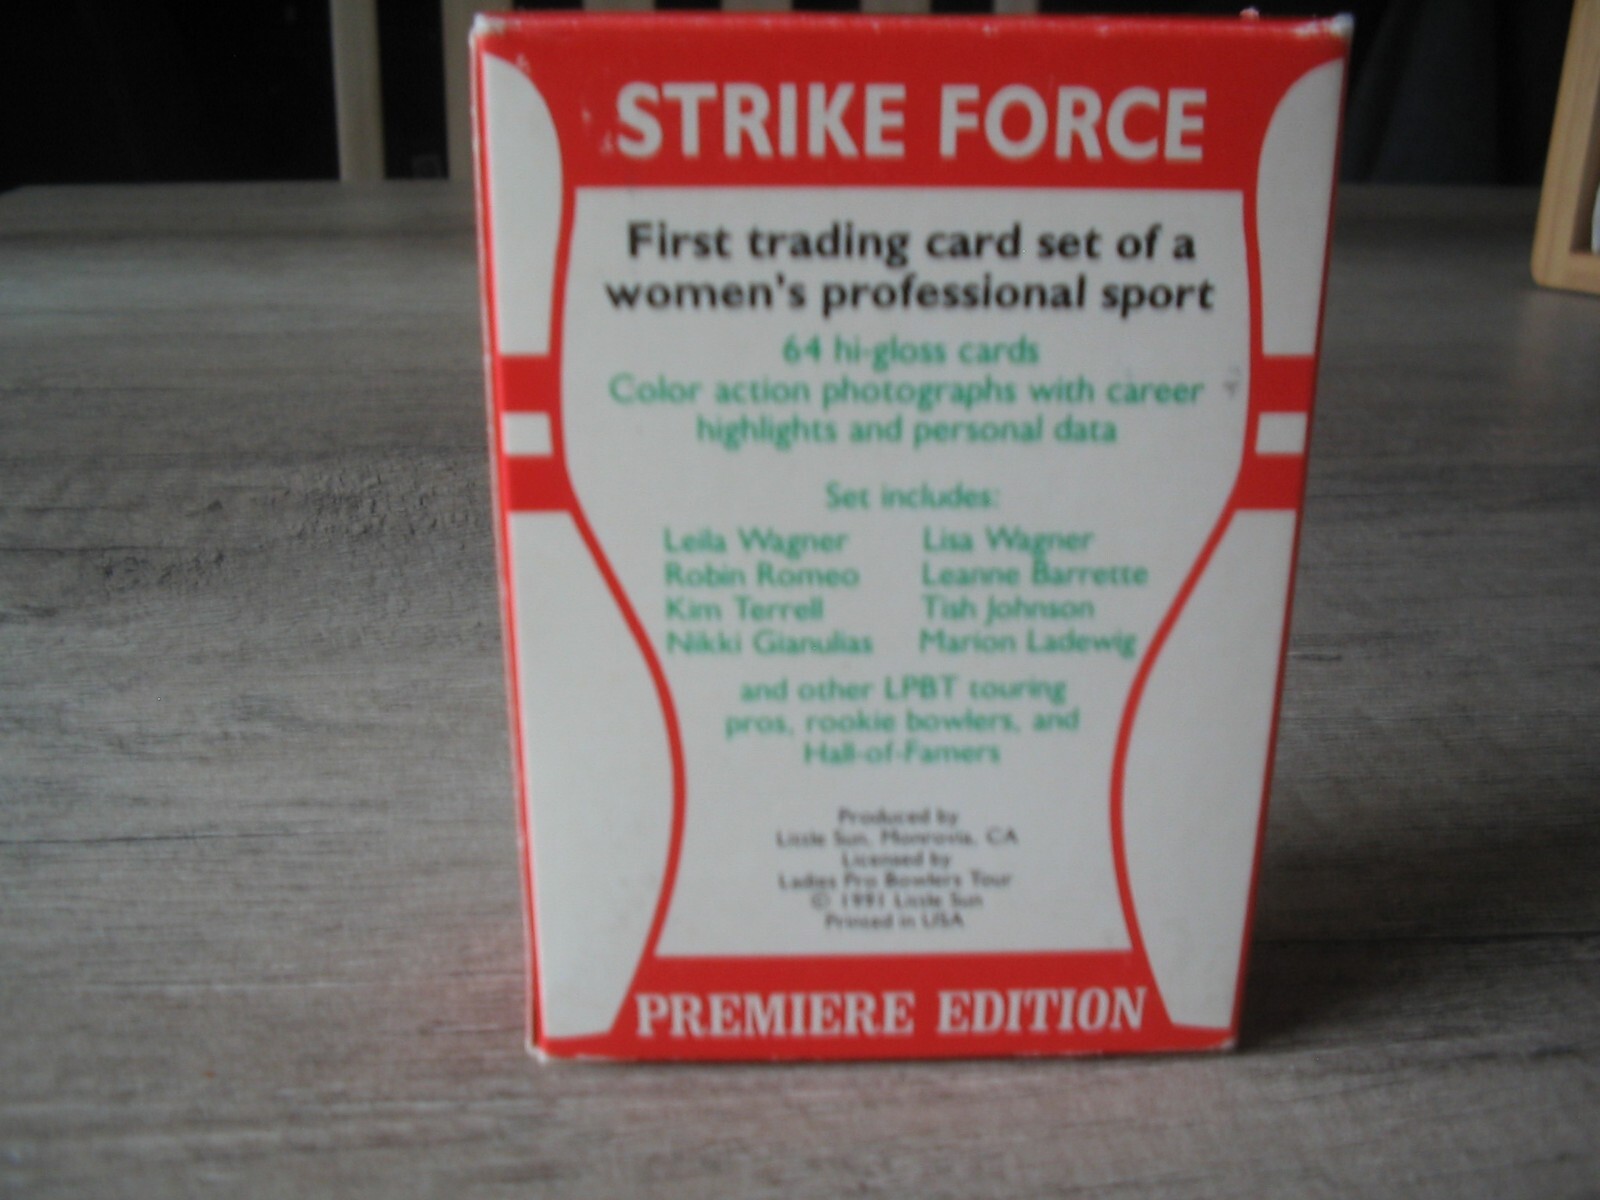 STRIKE FORCE
First trading card set of a
women's professional sport
64 hi-gloss cards
Color action photographs with career
highlights and personal data
Set includes:
Leila Wagner Lisa Wagner
Robin Romeo Leanne Barrette
Kim Terrell Tish Johnson
Nikki Gianulias Marion Ladewig
and other LPBT touring
pros, rookie bowlers, and
Hall-of-Famers
Produced by
Little Sun, Monrovia, CA
Licensed by
Ladies Pro Bowlers Tour
© 1991 Little Sun
Printed in USA
PREMIERE EDITION